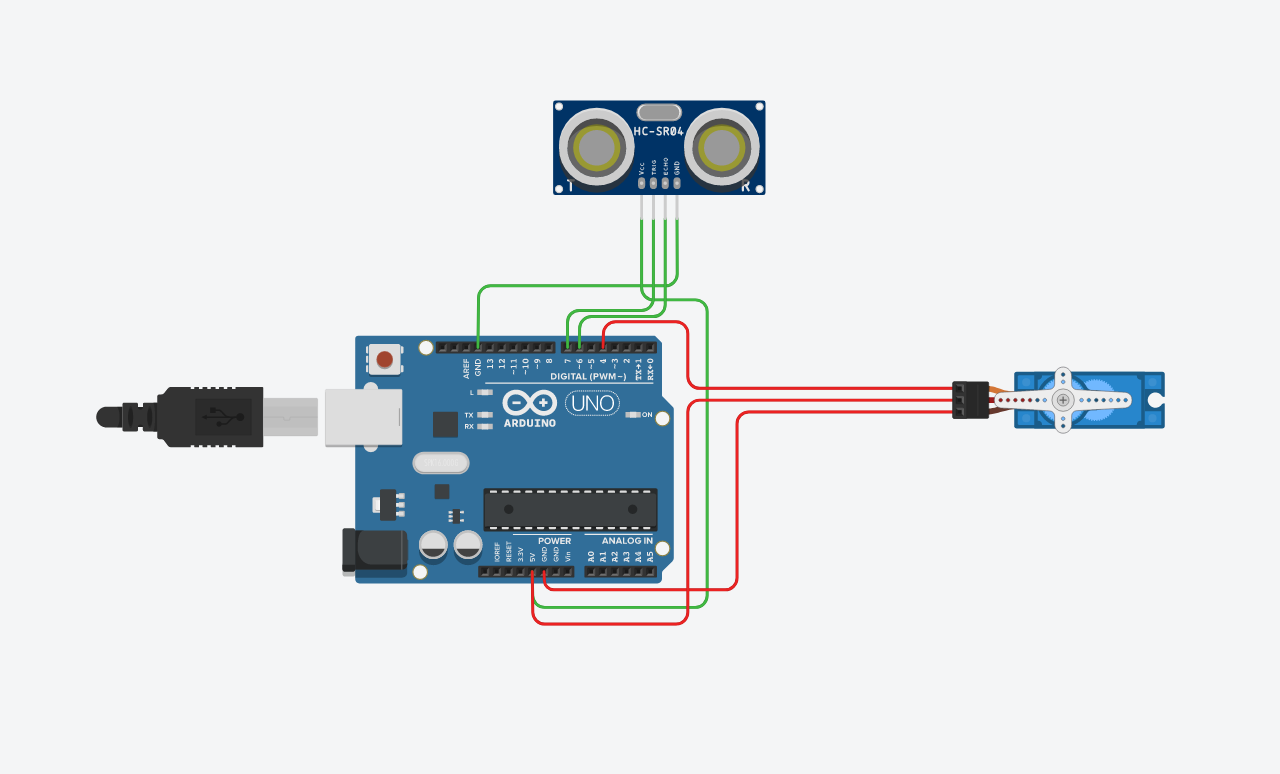 HC-SR04
Vcc
TRIG
ECHO
GND
T
R
AREF
GND
13
12
~11
~10
~9
8
7
~6
~5
4
~3
2
TX→1
RX←0
DIGITAL (PWM~)
L
TX
RX
UNO
ON
ARDUINO
POWER
ANALOG IN
IOREF
RESET
3.3V
5V
GND
GND
Vin
A0
A1
A2
A3
A4
A5